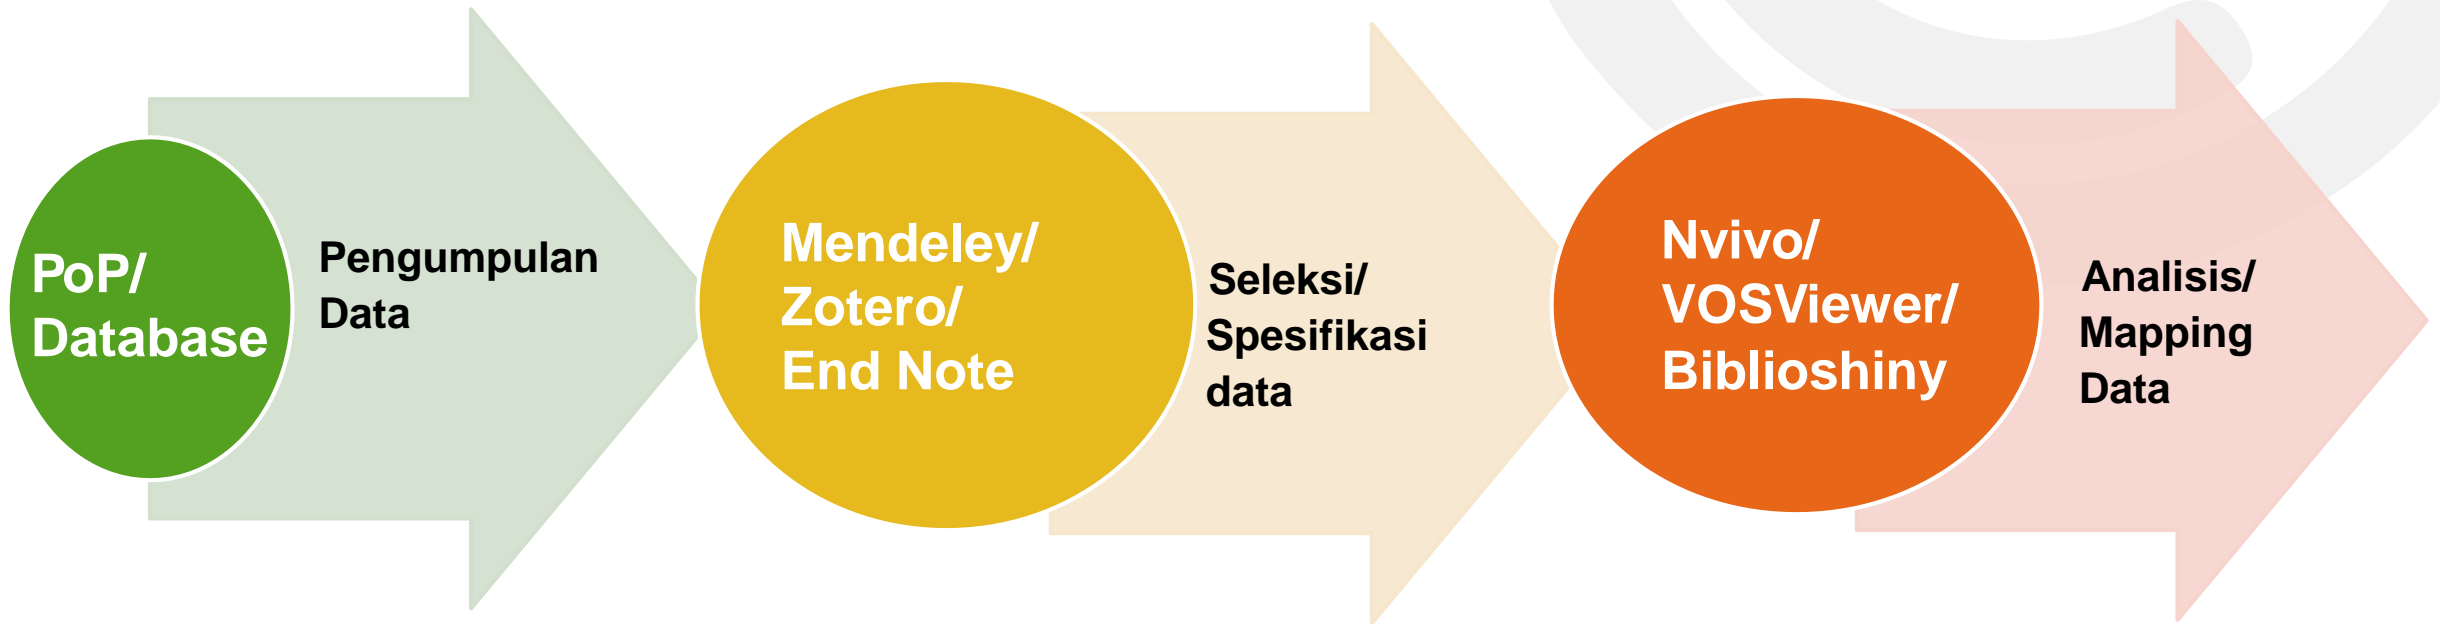 PoP/
Database
Pengumpulan
Data
Mendeley/
Zotero/
End Note
Seleksi/
Spesifikasi
data
Nvivo/
VOSViewer/
Biblioshiny
Analisis/
Mapping
Data